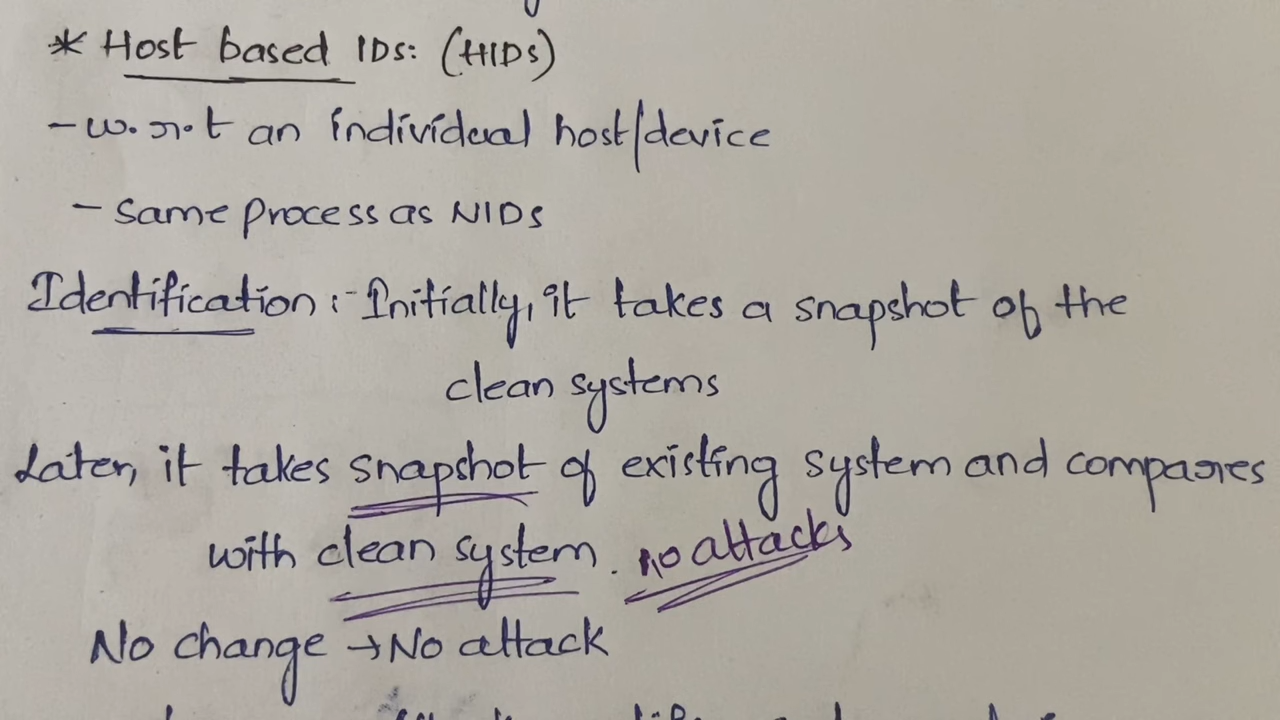 * Host based IDs: (HIDs)
- w.r.t an individual host/device
- Same process as NIDs
Identification :- Initially, it takes a snapshot of the
clean systems
Later, it takes snapshot of existing system and compares
with clean system. no attacks
No change → No attack